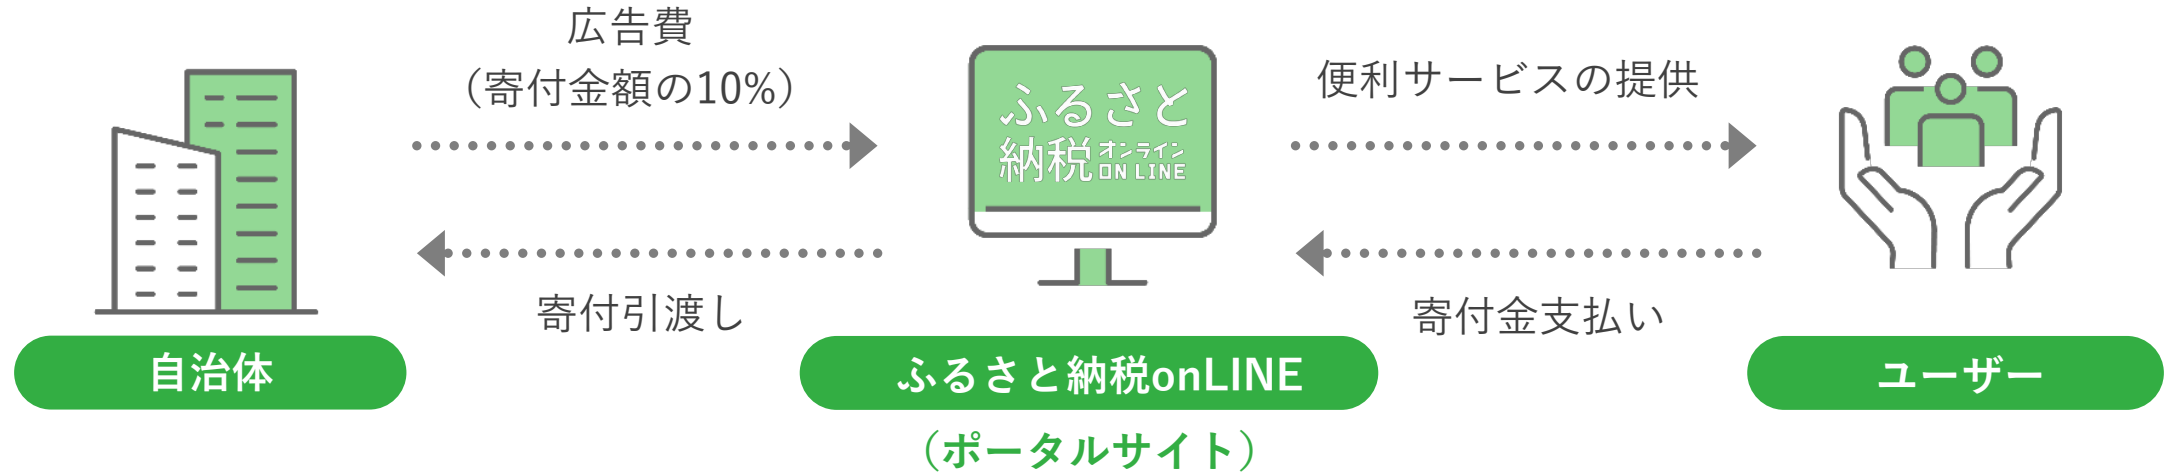 広告費
（寄付金額の10%）
便利サービスの提供
ふるさと
納税 オンライン
ON LINE
寄付引渡し
寄付金支払い
自治体
ふるさと納税onLINE
ユーザー
（ポータルサイト）